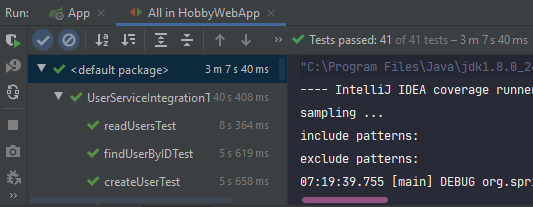 Run: App All in HobbyWebApp
Tests passed: 41 of 41 tests – 3 m 7 s 40 ms
<default package> 3 m 7 s 40 ms
UserServiceIntegrationT 40 s 408 ms
readUsersTest 8 s 364 ms
findUserByIDTest 5 s 619 ms
createUserTest 5 s 658 ms
"C:\Program Files\Java\jdk1.8.0_24
---- IntelliJ IDEA coverage runner
sampling ...
include patterns:
exclude patterns:
07:19:39.755 [main] DEBUG org.spri